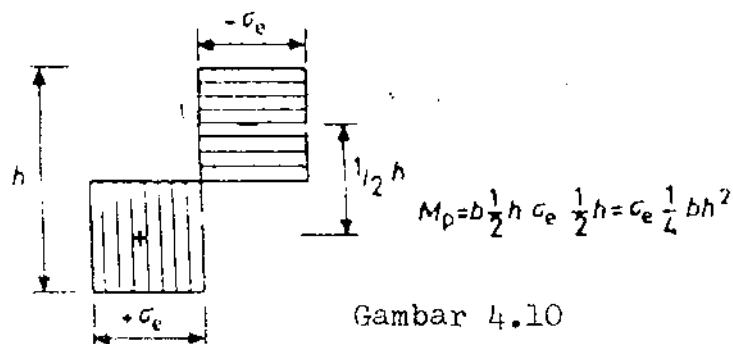 - σe
h
1/2 h
Mp=b 1/2 h σe 1/2 h= σe 1/4 bh²
+
+ σe
Gambar 4.10